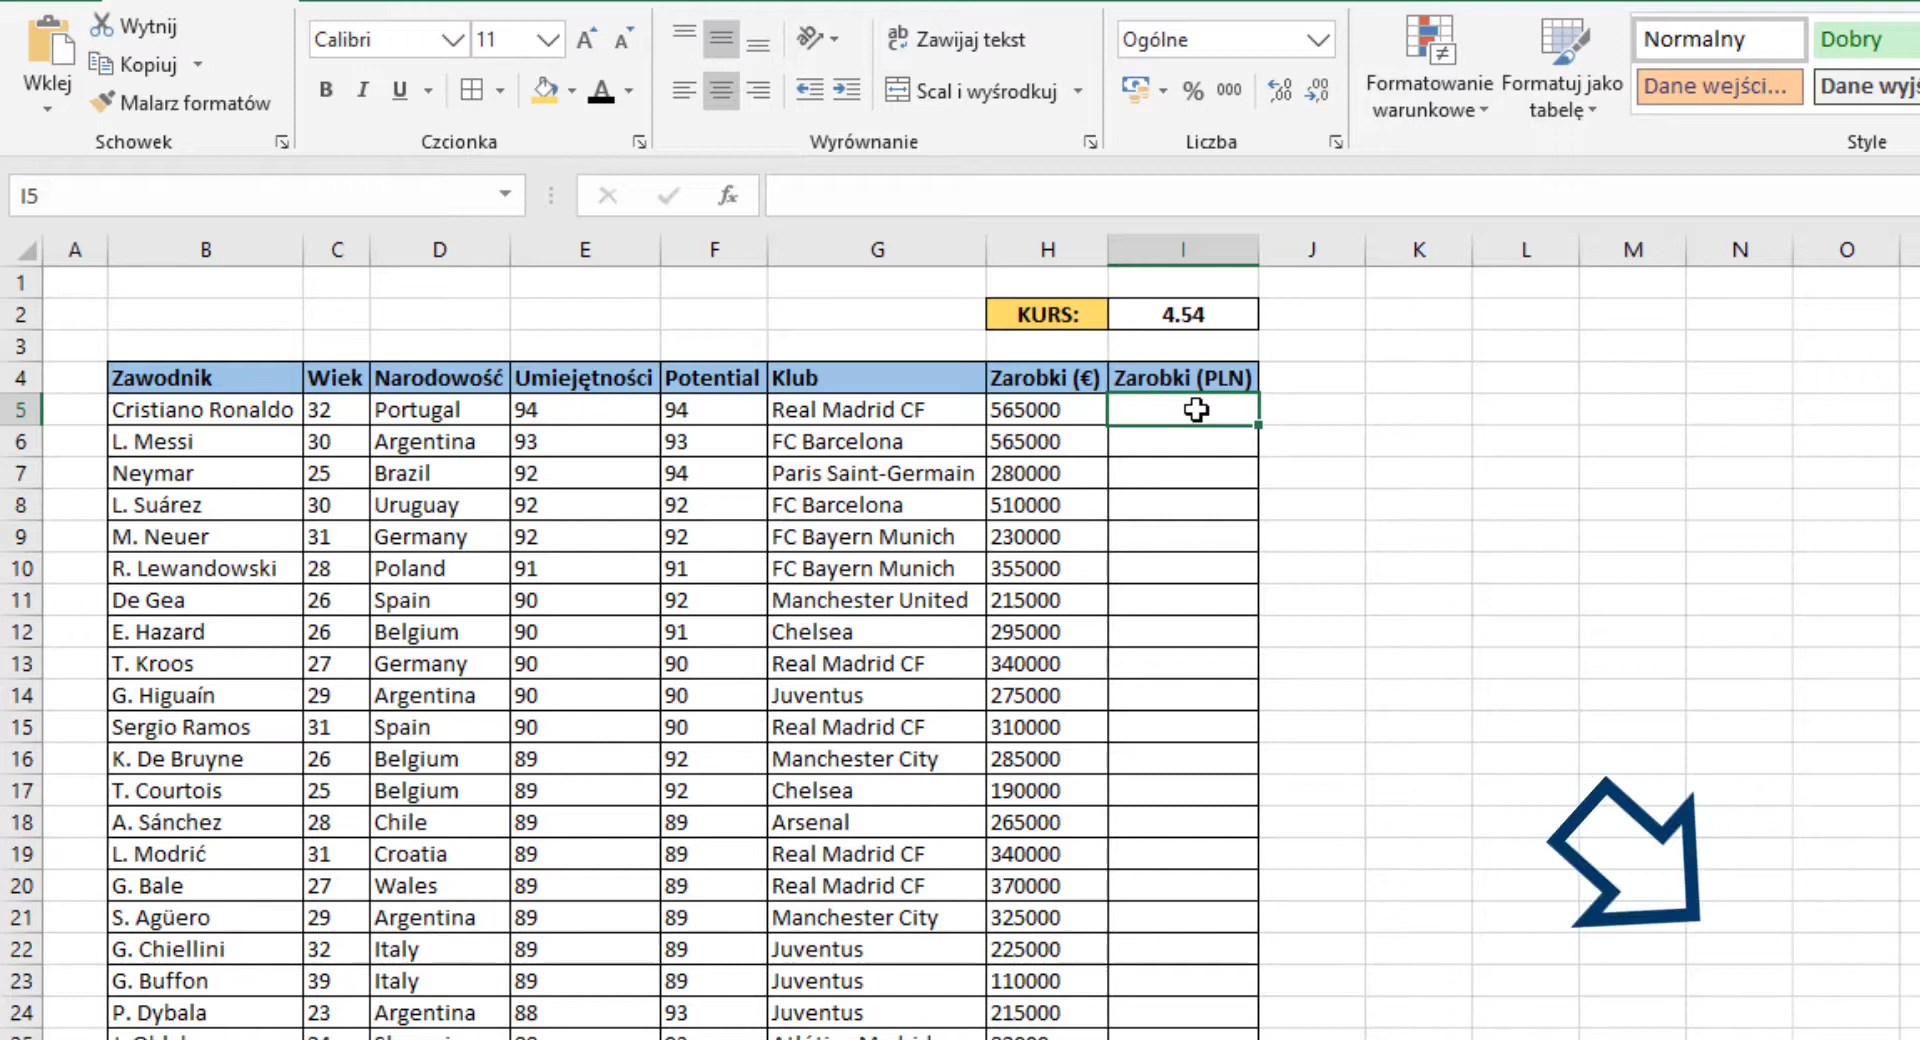 Wklej
Wytnij
Kopiuj
Malarz formatów
Schowek
Calibri 11
B I U A
Czcionka
Zawijaj tekst
Scal i wyśrodkuj
Wyrównanie
Ogólne
% 000
Liczba
Formatowanie warunkowe
Formatuj jako tabelę
Normalny Dobry
Dane wejści... Dane wyj
Style
I5 fx
A B C D E F G H I J K L M N O
1
2 KURS: 4.54
3
4 Zawodnik Wiek Narodowość Umiejętności Potential Klub Zarobki (€) Zarobki (PLN)
5 Cristiano Ronaldo 32 Portugal 94 94 Real Madrid CF 565000
6 L. Messi 30 Argentina 93 93 FC Barcelona 565000
7 Neymar 25 Brazil 92 94 Paris Saint-Germain 280000
8 L. Suárez 30 Uruguay 92 92 FC Barcelona 510000
9 M. Neuer 31 Germany 92 92 FC Bayern Munich 230000
10 R. Lewandowski 28 Poland 91 91 FC Bayern Munich 355000
11 De Gea 26 Spain 90 92 Manchester United 215000
12 E. Hazard 26 Belgium 90 91 Chelsea 295000
13 T. Kroos 27 Germany 90 90 Real Madrid CF 340000
14 G. Higuaín 29 Argentina 90 90 Juventus 275000
15 Sergio Ramos 31 Spain 90 90 Real Madrid CF 310000
16 K. De Bruyne 26 Belgium 89 92 Manchester City 285000
17 T. Courtois 25 Belgium 89 92 Chelsea 190000
18 A. Sánchez 28 Chile 89 89 Arsenal 265000
19 L. Modrić 31 Croatia 89 89 Real Madrid CF 340000
20 G. Bale 27 Wales 89 89 Real Madrid CF 370000
21 S. Agüero 29 Argentina 89 89 Manchester City 325000
22 G. Chiellini 32 Italy 89 89 Juventus 225000
23 G. Buffon 39 Italy 89 89 Juventus 110000
24 P. Dybala 23 Argentina 88 93 Juventus 215000